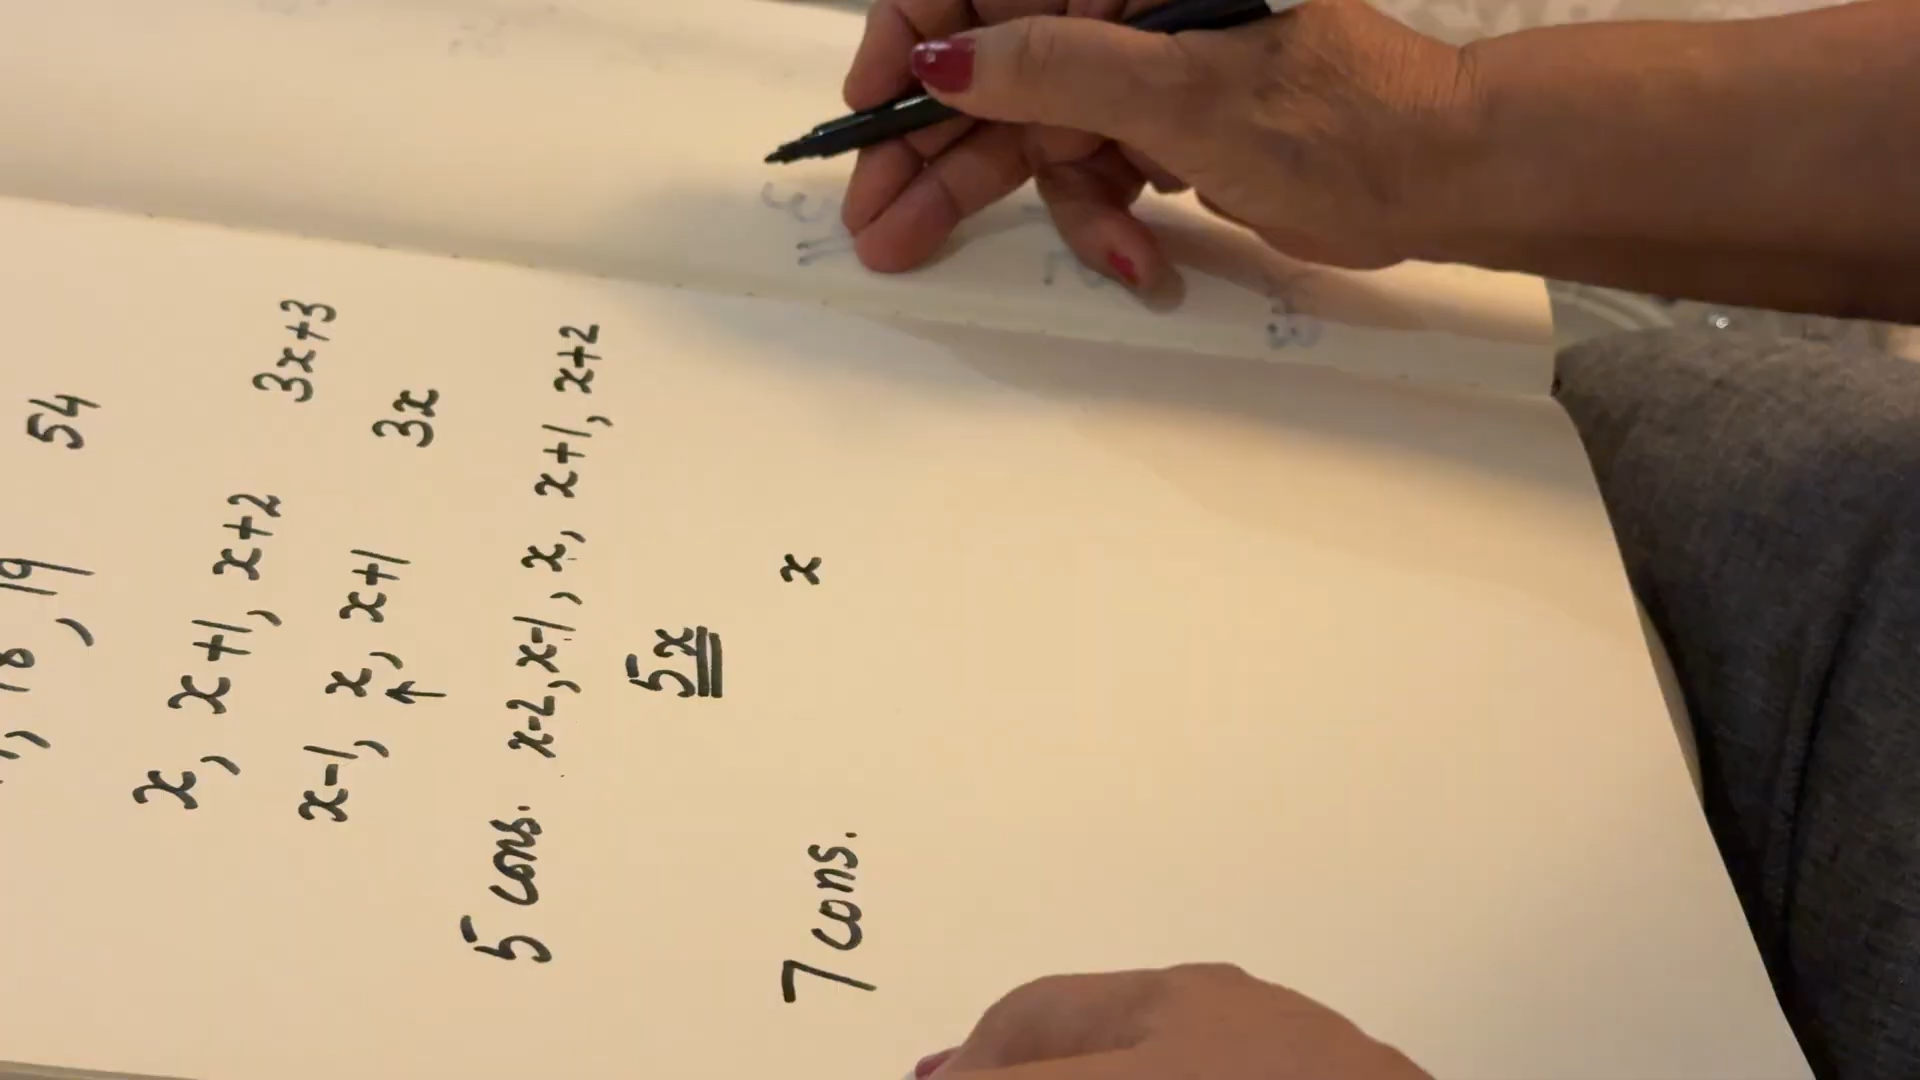 18, 19 54
x, x+1, x+2 3x+3
x-1, x, x+1 3x
↑
5 cons. x-2, x-1, x, x+1, x+2
5x
7 cons. x